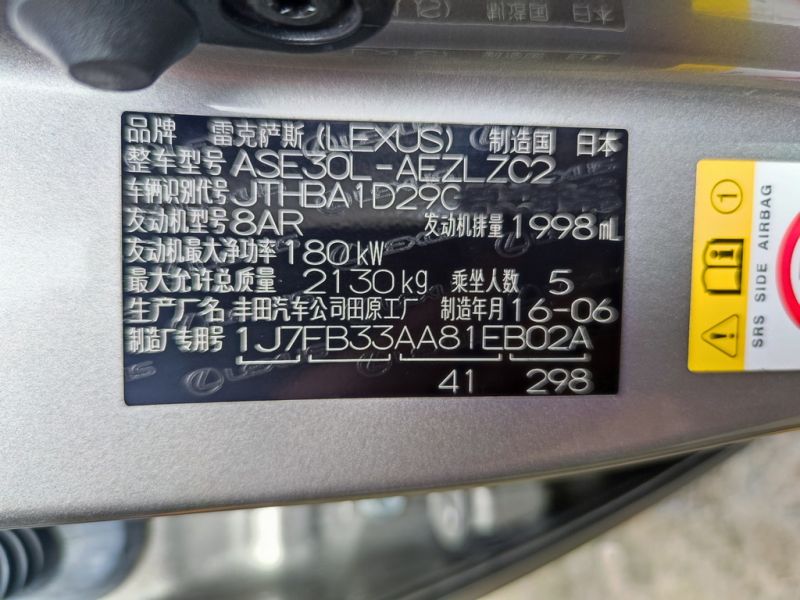 品牌 雷克萨斯(LEXUS) 制造国 日本
整车型号 ASE30L-AEZLZC2
车辆识别代号 JTHBA1D29G
发动机型号 8AR 发动机排量 1998mL
发动机最大净功率 180kW
最大允许总质量 2130kg 乘坐人数 5
生产厂名 丰田汽车公司田原工厂 制造年月 16-06
制造厂专用号 1J7FB33AA81EB02A
41 298
1
SRS SIDE AIRBAG